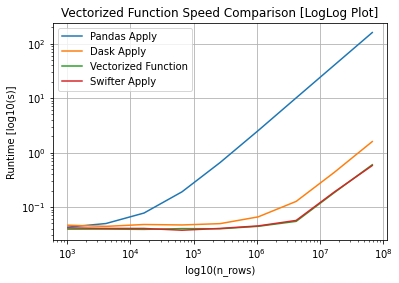 Vectorized Function Speed Comparison [LogLog Plot]
Pandas Apply
Dask Apply
Vectorized Function
Swifter Apply
Runtime [log10(s)]
10²
10¹
10⁰
10⁻¹
10³ 10⁴ 10⁵ 10⁶ 10⁷ 10⁸
log10(n_rows)